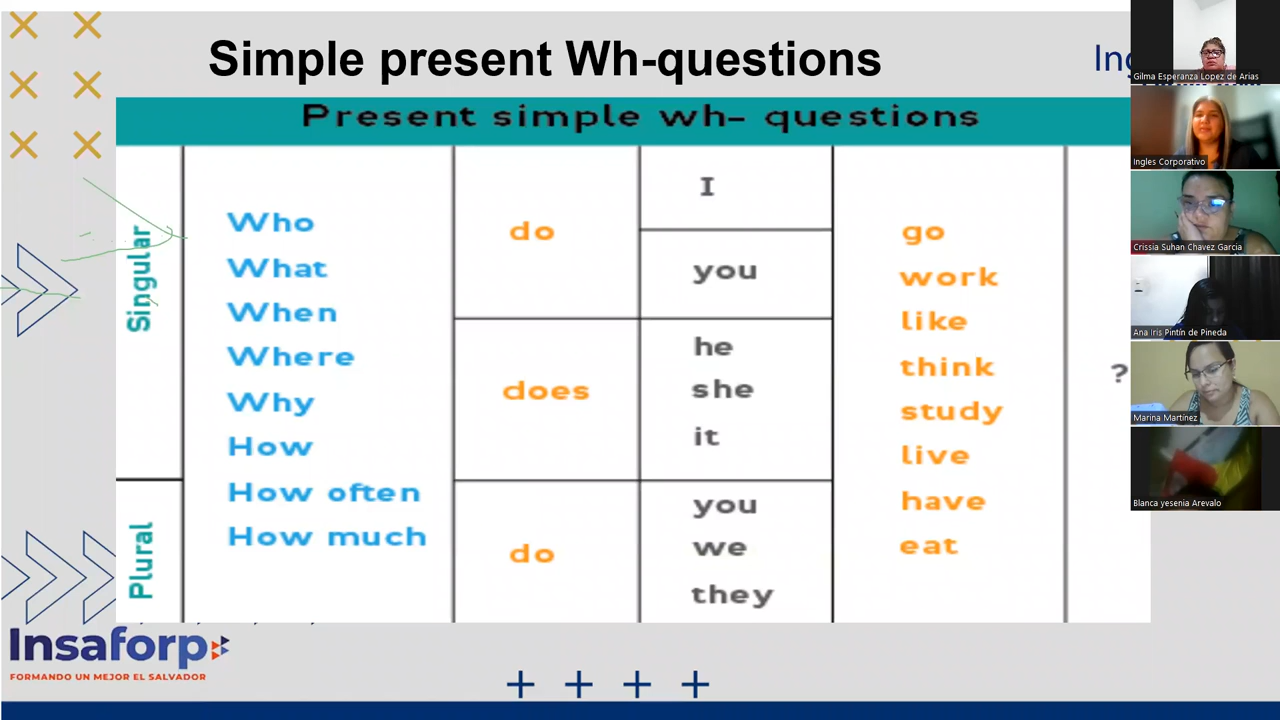 Simple present Wh-questions
Ing
Present simple wh- questions
Singular
Who
What
When
Where
Why
How
How often
How much
do
I
you
does
he
she
it
go
work
like
think
study
live
have
eat
?
Plural
do
you
we
they
Insaforp
FORMANDO UN MEJOR EL SALVADOR
Gilma Esperanza Lopez de Arias
Ingles Corporativo
Crissia Suhan Chavez Garcia
Ana Iris Pintín de Pineda
Marina Martínez
Blanca yesenia Arevalo